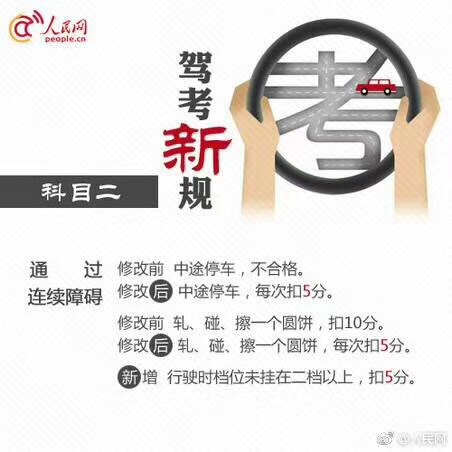 人民网
people.cn
驾考新规
考
科目二
通过连续障碍
修改前 中途停车，不合格。
修改后 中途停车，每次扣5分。
修改前 轧、碰、擦一个圆饼，扣10分。
修改后 轧、碰、擦一个圆饼，每次扣5分。
新增 行驶时档位未挂在二档以上，扣5分。
@人民网